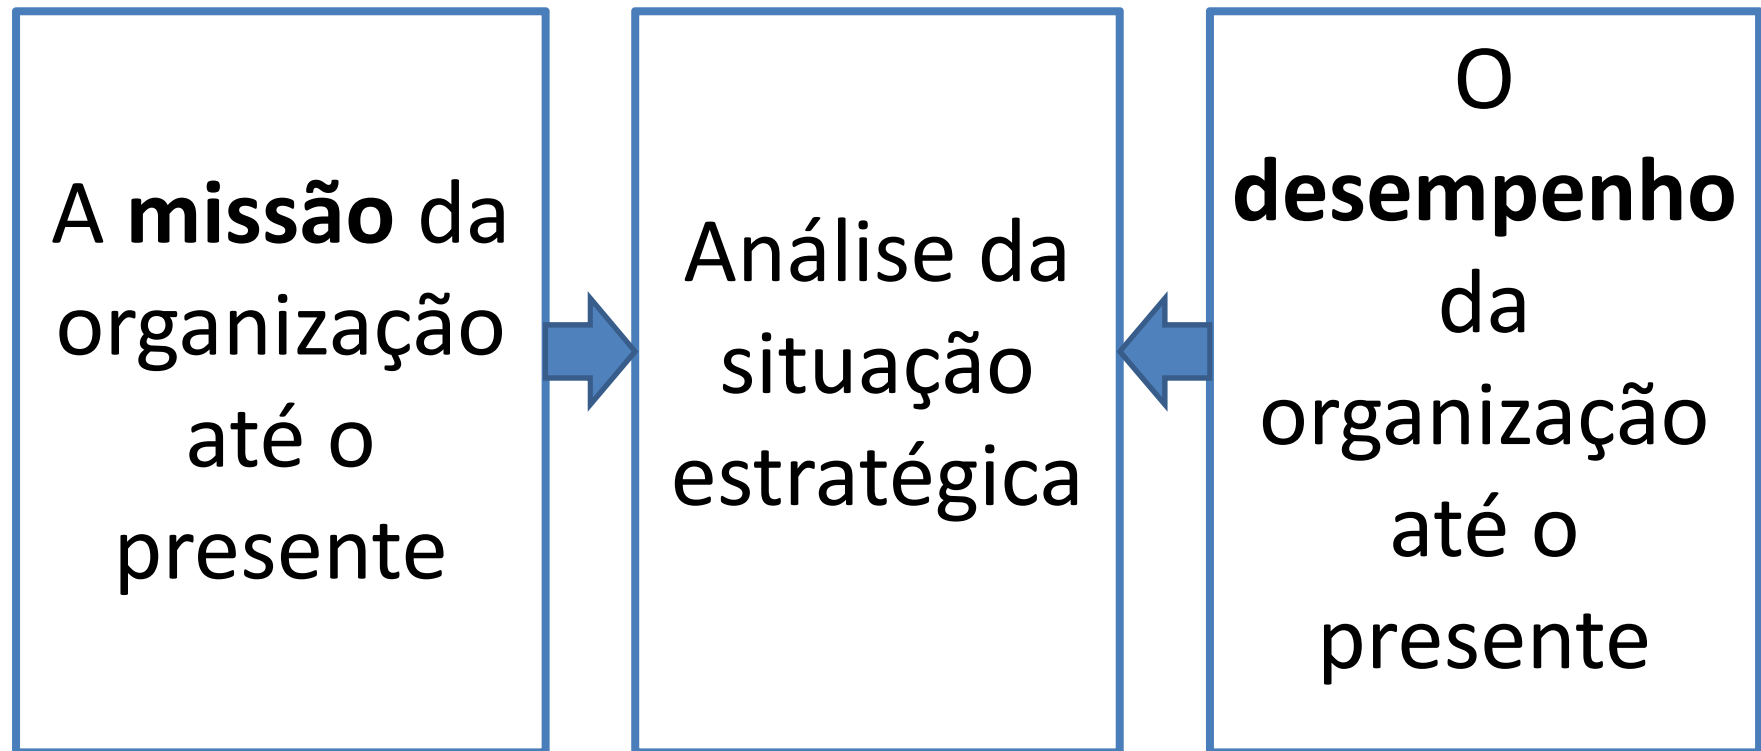 A missão da
organização
até o
presente
Análise da
situação
estratégica
O
desempenho
da
organização
até o
presente